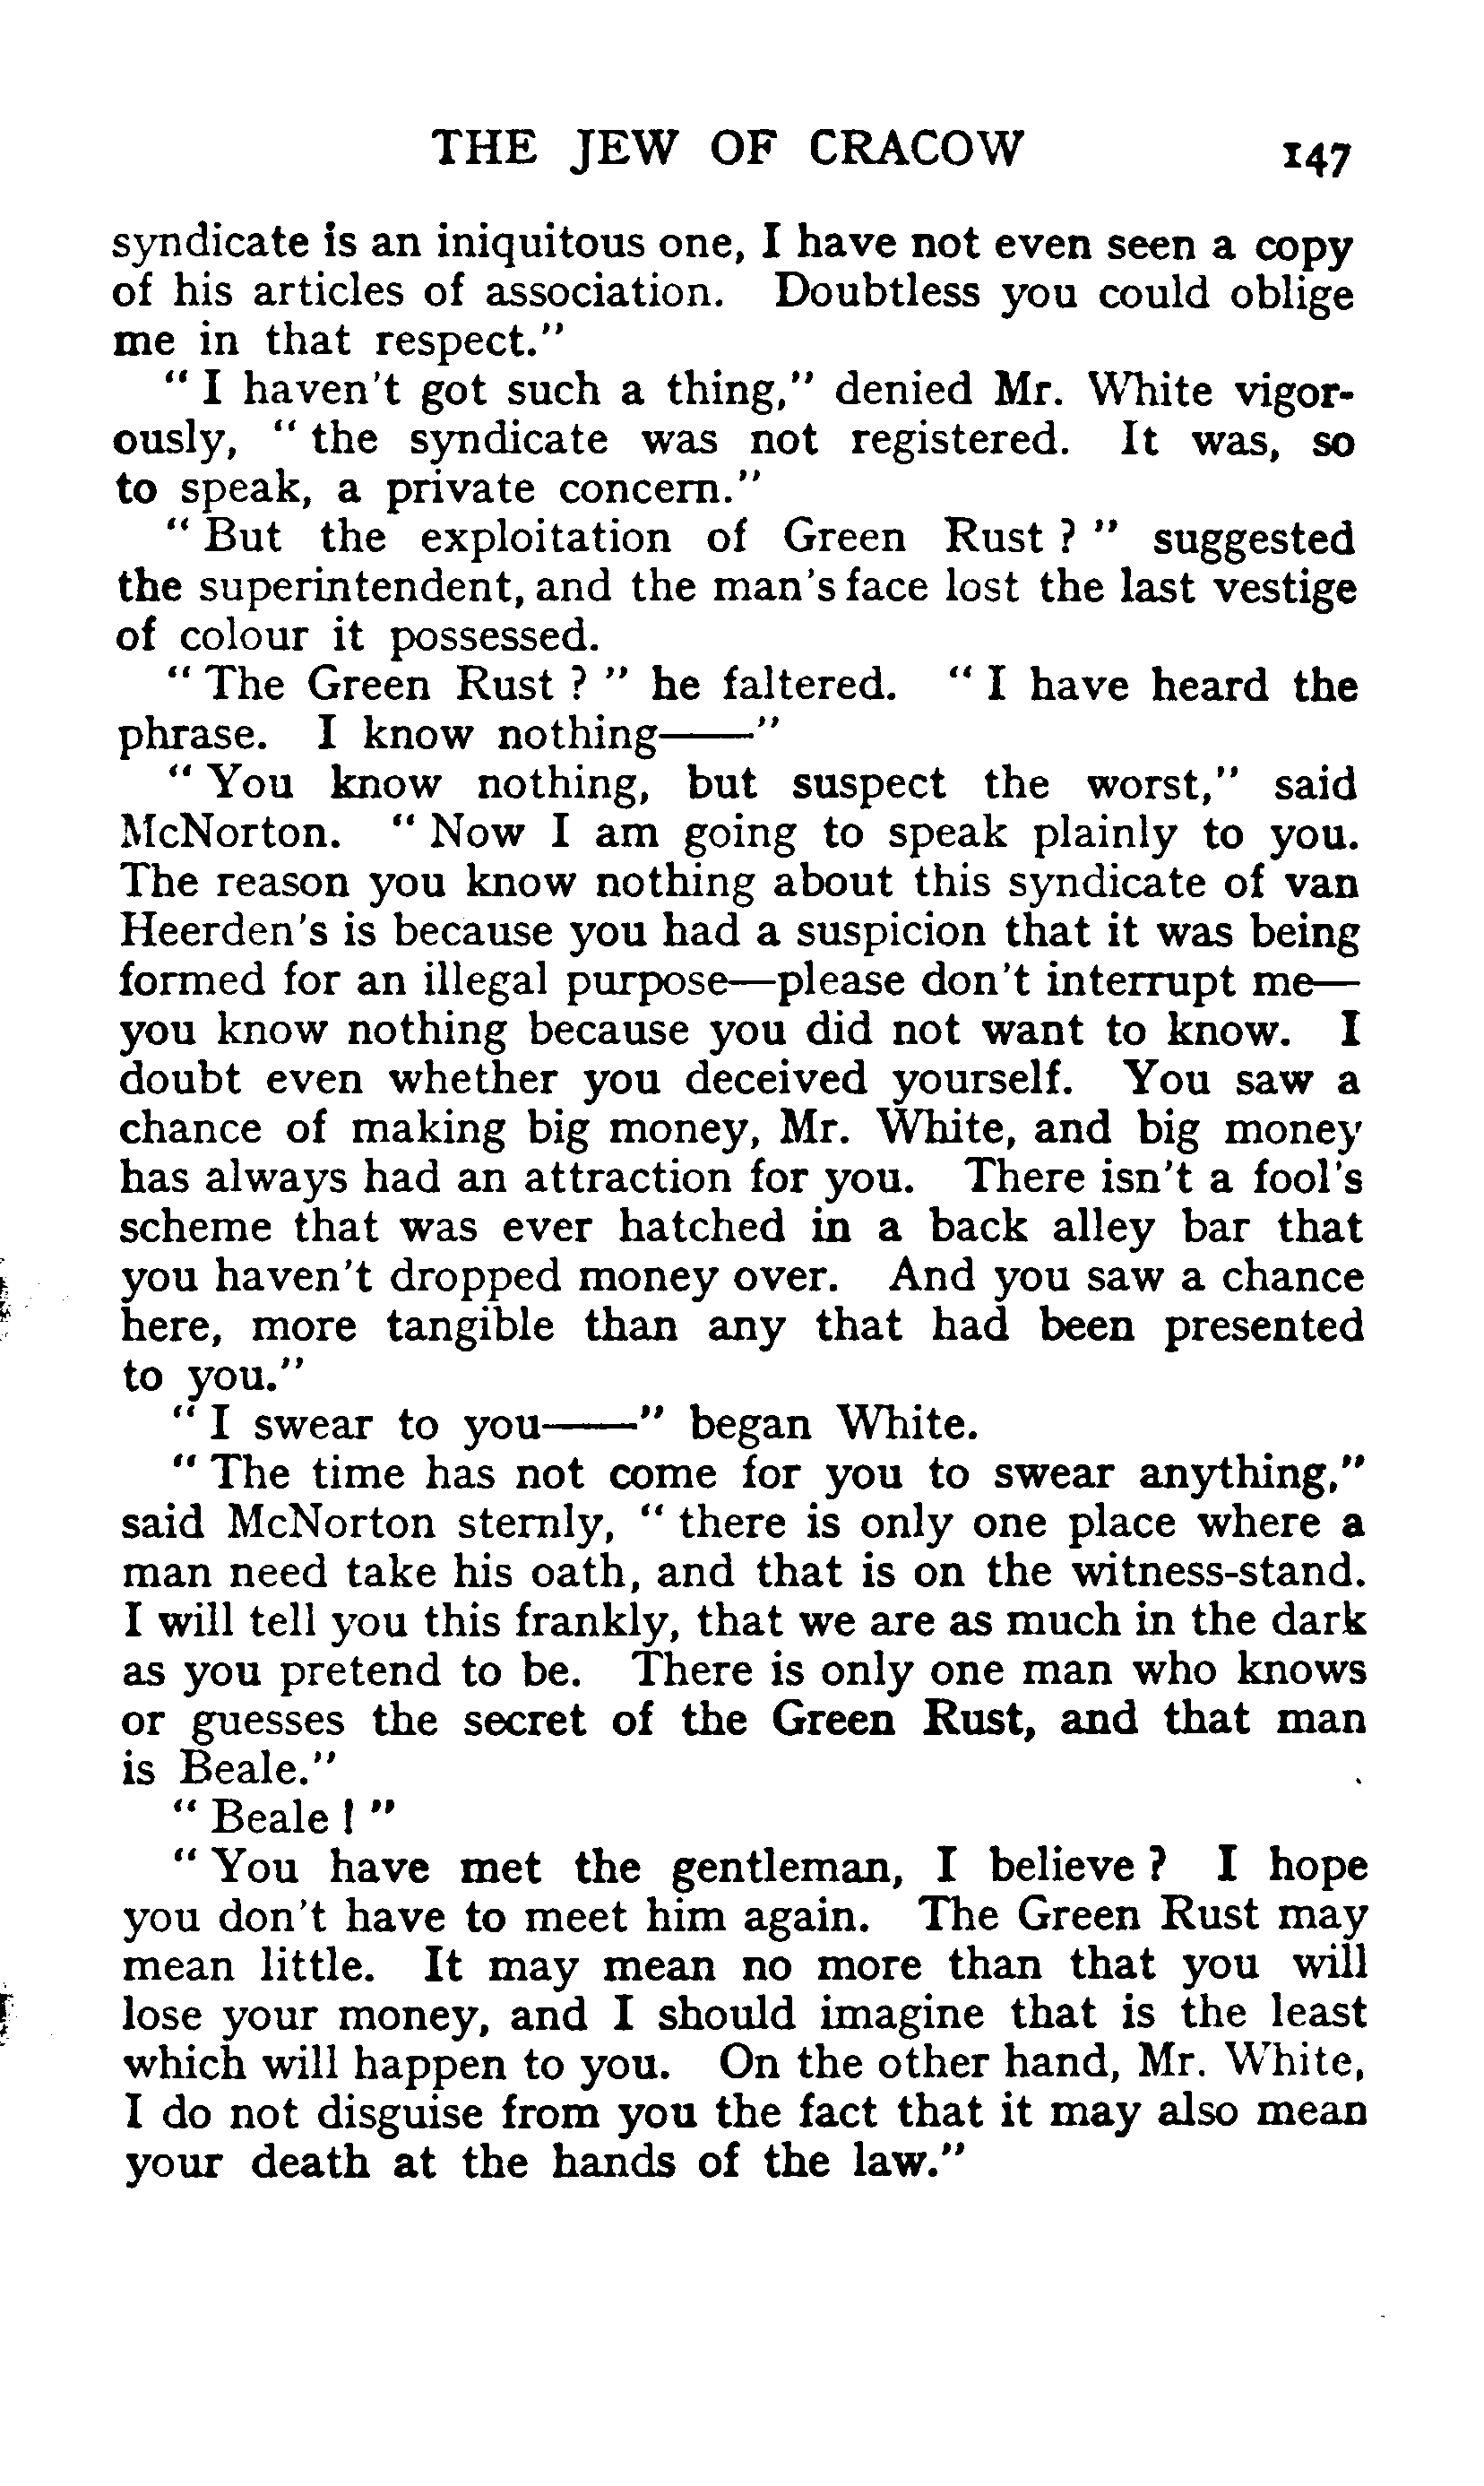 THE JEW OF CRACOW 147
syndicate is an iniquitous one, I have not even seen a copy
of his articles of association. Doubtless you could oblige
me in that respect."
" I haven't got such a thing," denied Mr. White vigor-
ously, " the syndicate was not registered. It was, so
to speak, a private concern."
" But the exploitation of Green Rust ? " suggested
the superintendent, and the man's face lost the last vestige
of colour it possessed.
" The Green Rust ? " he faltered. " I have heard the
phrase. I know nothing——"
" You know nothing, but suspect the worst," said
McNorton. " Now I am going to speak plainly to you.
The reason you know nothing about this syndicate of van
Heerden's is because you had a suspicion that it was being
formed for an illegal purpose—please don't interrupt me—
you know nothing because you did not want to know. I
doubt even whether you deceived yourself. You saw a
chance of making big money, Mr. White, and big money
has always had an attraction for you. There isn't a fool's
scheme that was ever hatched in a back alley bar that
you haven't dropped money over. And you saw a chance
here, more tangible than any that had been presented
to you."
" I swear to you——" began White.
" The time has not come for you to swear anything,"
said McNorton sternly, " there is only one place where a
man need take his oath, and that is on the witness-stand.
I will tell you this frankly, that we are as much in the dark
as you pretend to be. There is only one man who knows
or guesses the secret of the Green Rust, and that man
is Beale."
" Beale ! "
" You have met the gentleman, I believe ? I hope
you don't have to meet him again. The Green Rust may
mean little. It may mean no more than that you will
lose your money, and I should imagine that is the least
which will happen to you. On the other hand, Mr. White,
I do not disguise from you the fact that it may also mean
your death at the hands of the law."